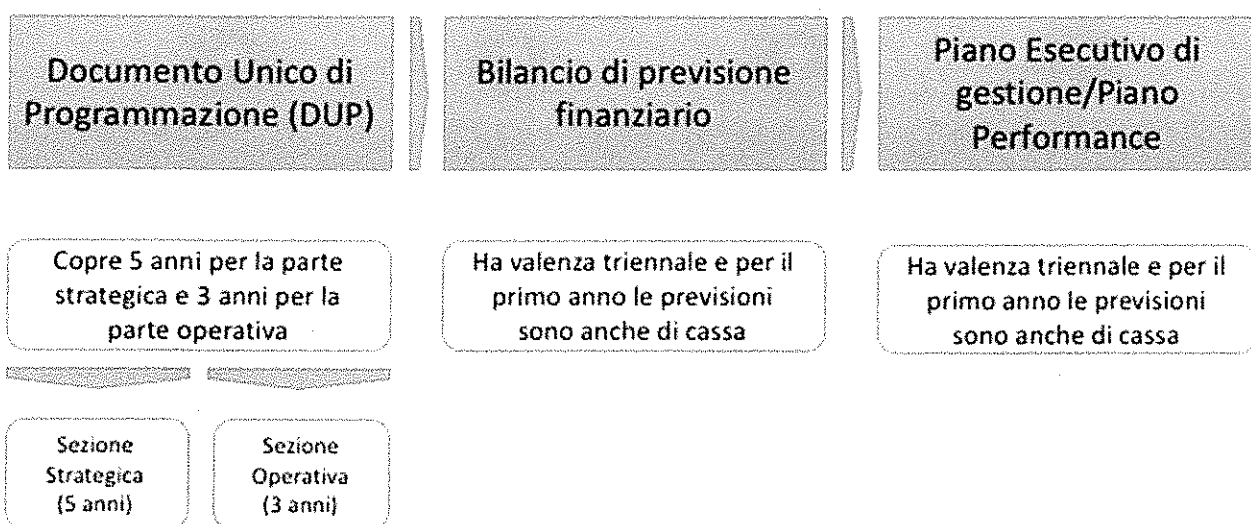 Documento Unico di
Programmazione (DUP)
Bilancio di previsione
finanziario
Piano Esecutivo di
gestione/Piano
Performance
Copre 5 anni per la parte
strategica e 3 anni per la
parte operativa
Ha valenza triennale e per il
primo anno le previsioni
sono anche di cassa
Ha valenza triennale e per il
primo anno le previsioni
sono anche di cassa
Sezione
Strategica
(5 anni)
Sezione
Operativa
(3 anni)